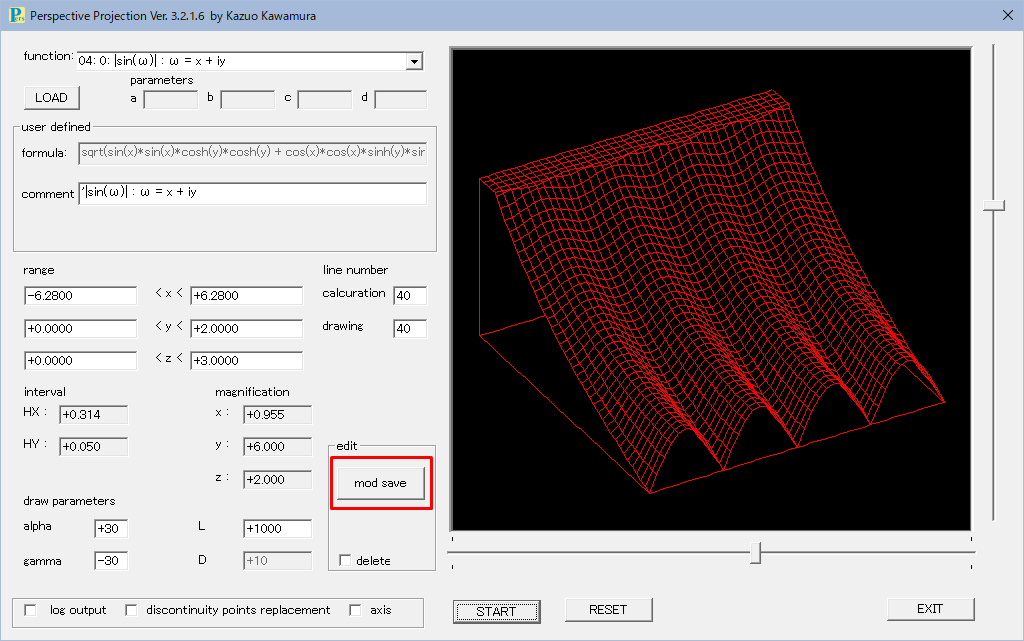 Perspective Projection Ver. 3.2.1.6 by Kazuo Kawamura
function: 04: 0: |sin(ω)| : ω = x + iy
parameters
LOAD a b c d
user defined
formula: sqrt(sin(x)*sin(x)*cosh(y)*cosh(y) + cos(x)*cos(x)*sinh(y)*sir
comment '|sin(ω)| : ω = x + iy
range line number
-6.2800 < x < +6.2800 calcuration 40
+0.0000 < y < +2.0000 drawing 40
+0.0000 < z < +3.0000
interval magnification
HX : +0.314 x : +0.955
HY : +0.050 y : +6.000
edit
z : +2.000 mod save
draw parameters
alpha +30 L +1000
gamma -30 D +10 delete
log output discontinuity points replacement axis START RESET EXIT